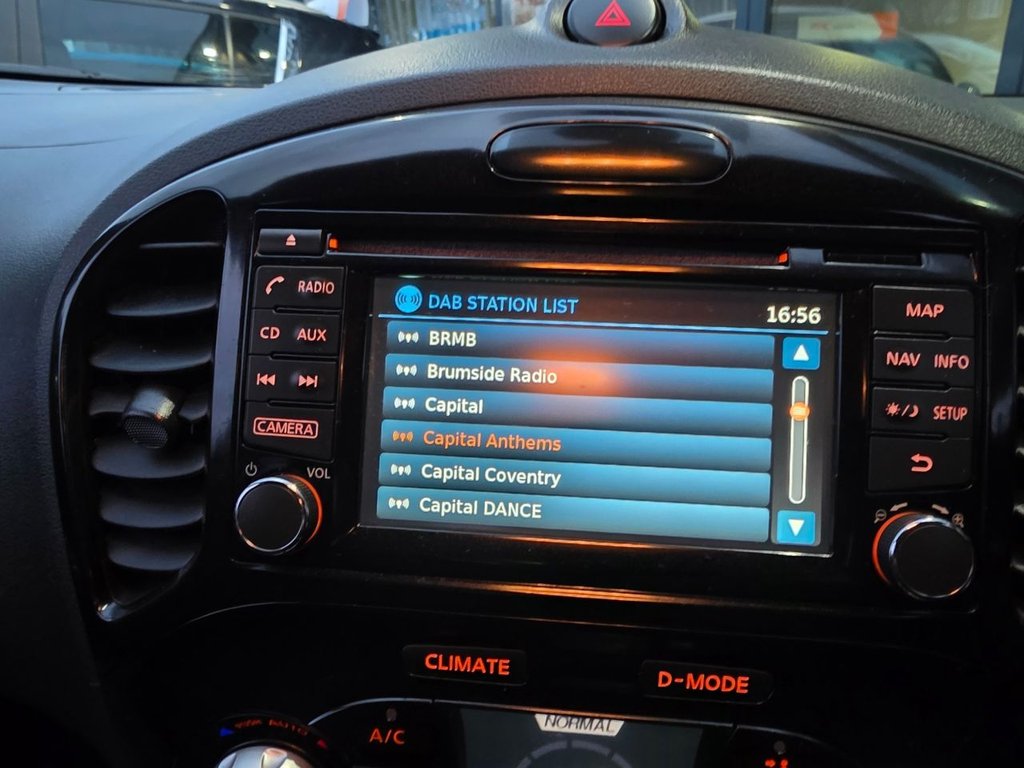 RADIO
CD AUX
CAMERA
VOL
DAB STATION LIST
16:56
BRMB
Brumside Radio
Capital
Capital Anthems
Capital Coventry
Capital DANCE
MAP
NAV INFO
SETUP
CLIMATE
D-MODE
A/C
NORMAL
AUTO